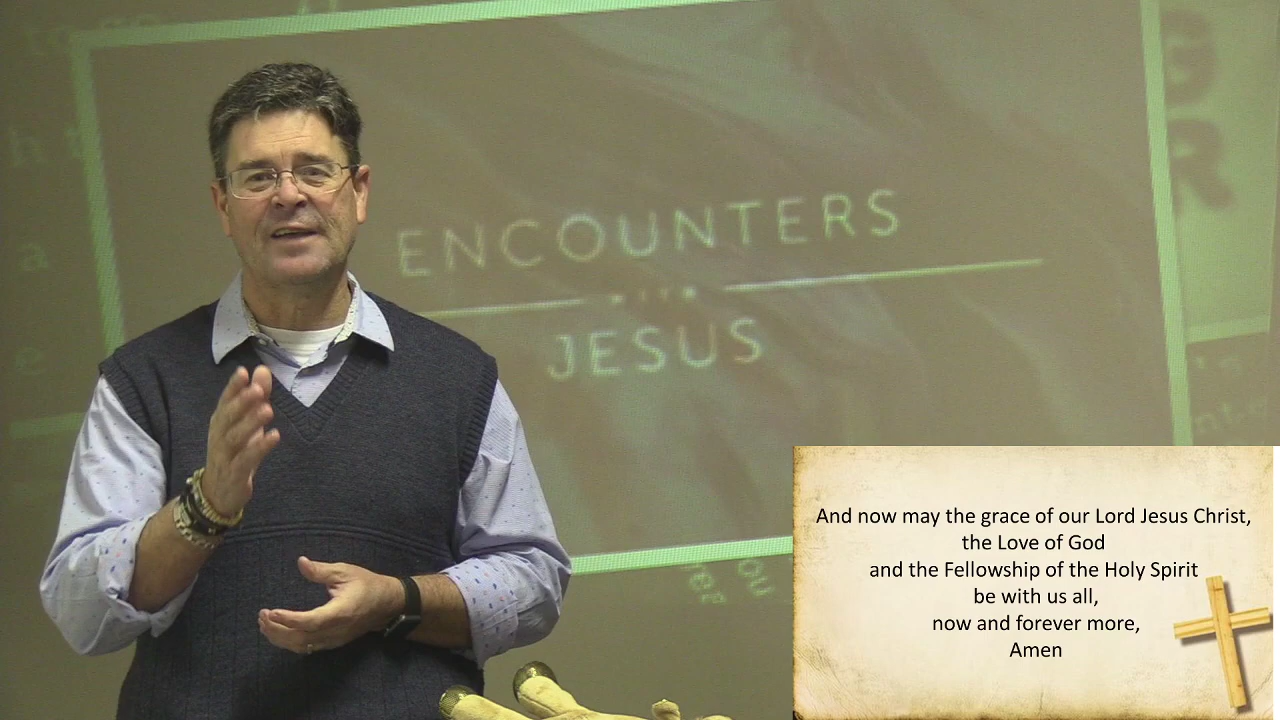 ENCOUNTERS
WITH
JESUS
And now may the grace of our Lord Jesus Christ,
the Love of God
and the Fellowship of the Holy Spirit
be with us all,
now and forever more,
Amen